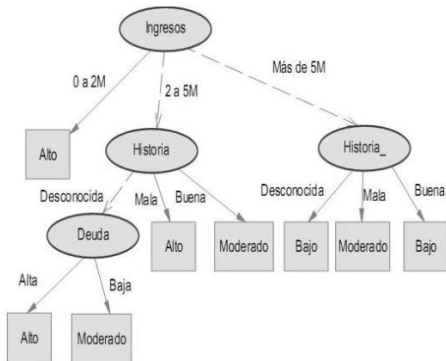 Ingresos
0 a 2M
2 a 5M
Más de 5M
Alto
Historia
Historia_
Desconocida
Mala
Buena
Desconocida
Mala
Buena
Deuda
Alto
Moderado
Bajo
Moderado
Bajo
Alta
Baja
Alto
Moderado